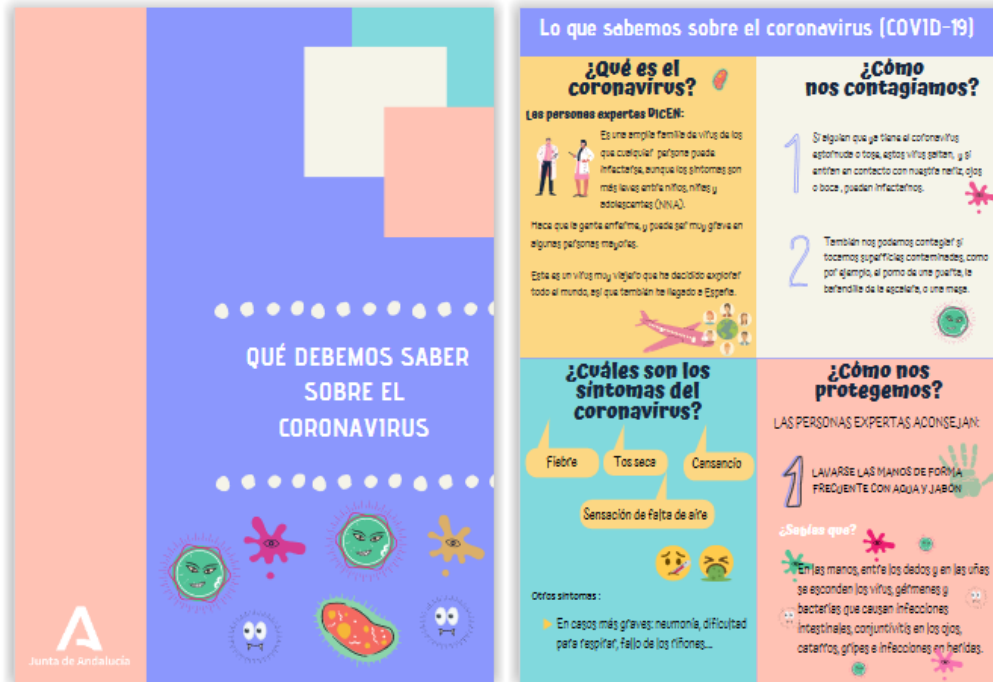 QUÉ DEBEMOS SABER
SOBRE EL
CORONAVIRUS
Junta de Andalucía
Lo que sabemos sobre el coronavirus (COVID-19)
¿Qué es el
coronavirus?
Las personas expertas DICEN:
Es una amplia familia de virus de los
que cualquier persona puede
infectarse, aunque los síntomas son
más leves entre niños, niñas y
adolescentes (NNA).
Hace que la gente enferme, y puede ser muy grave en
algunas personas mayores.
Este es un virus muy viajero que ha decidido explorar
todo el mundo, así que también ha llegado a España.
¿Cómo
nos contagiamos?
1
Si alguien que ya tiene el coronavirus
estornuda o tose, estos virus saltan, y si
entran en contacto con nuestra nariz, ojos
o boca , pueden infectarnos.
2
También nos podemos contagiar si
tocamos superficies contaminadas, como
por ejemplo, el pomo de una puerta, la
barandilla de la escalera, o una mesa.
¿Cuáles son los
síntomas del
coronavirus?
Fiebre
Tos seca
Cansancio
Sensación de falta de aire
Otros síntomas :
En casos más graves: neumonía, dificultad
para respirar, fallo de los riñones...
¿Cómo nos
protegemos?
LAS PERSONAS EXPERTAS ACONSEJAN:
1
LAVARSE LAS MANOS DE FORMA
FRECUENTE CON AGUA Y JABÓN
¿Sabías que?
En las manos, entre los dedos y en las uñas
se esconden los virus, gérmenes y
bacterias que causan infecciones
intestinales, conjuntivitis en los ojos,
catarros, gripes e infecciones en heridas.